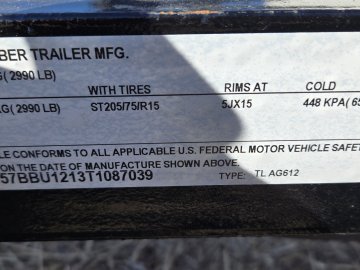 BER TRAILER MFG.
G( 2990 LB)
WITH TIRES RIMS AT COLD
KG( 2990 LB) ST205/75/R15 5JX15 448 KPA( 65
LE CONFORMS TO ALL APPLICABLE U.S. FEDERAL MOTOR VEHICLE SAFET
ON THE DATE OF MANUFACTURE SHOWN ABOVE.
57BBU1213T1087039 TYPE: TL AG612